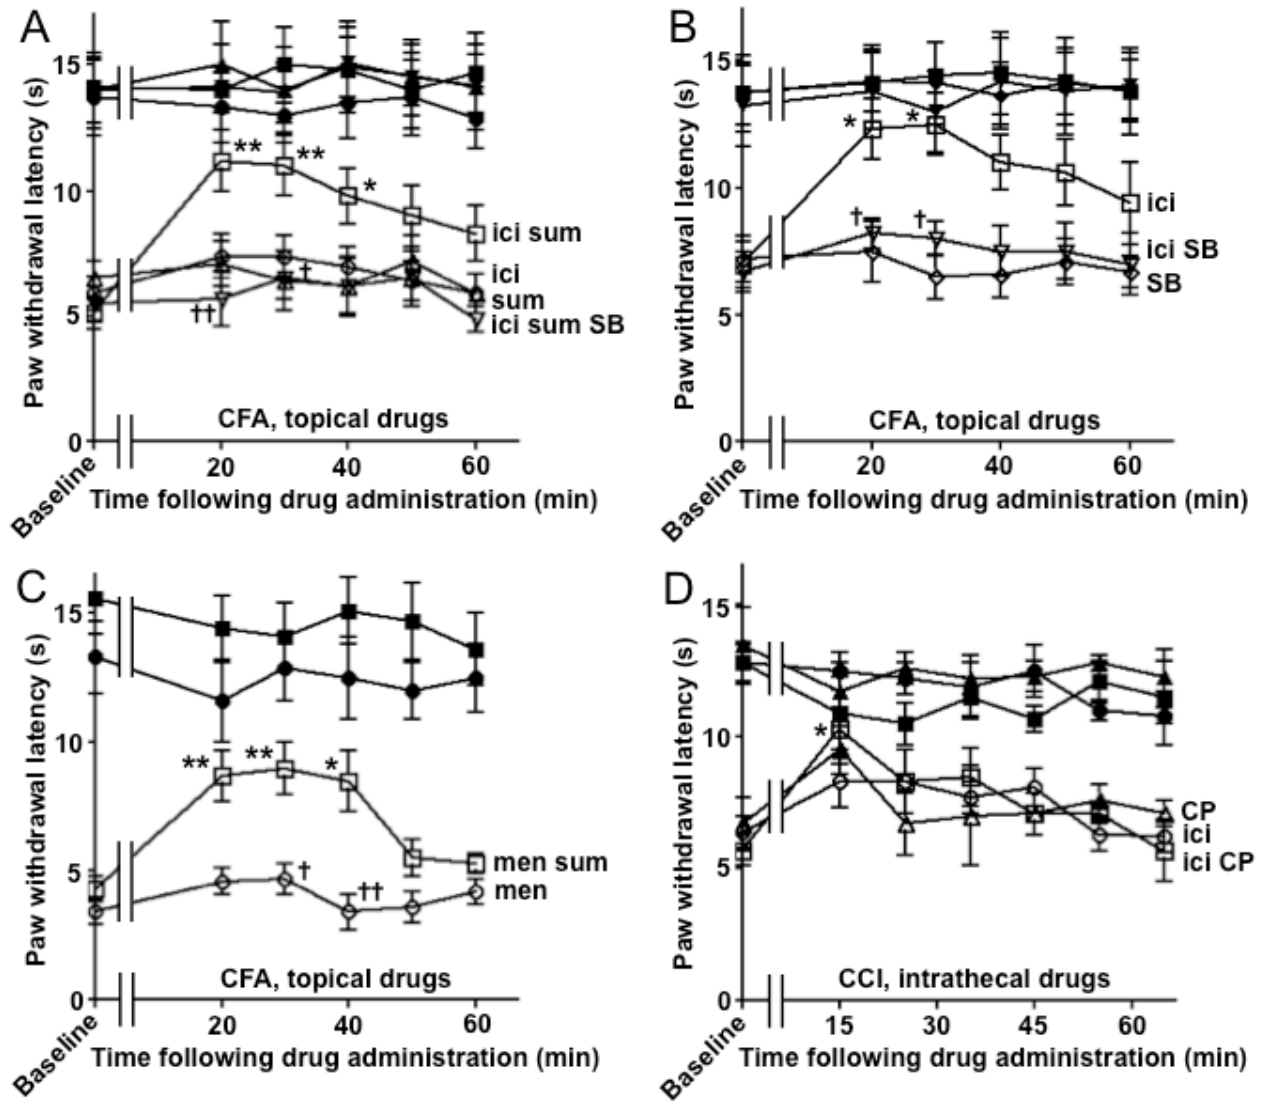 A
Paw withdrawal latency (s)
15
10
5
0
**
**
*
†
††
ici sum
ici
sum
ici sum SB
CFA, topical drugs
Baseline
20
40
60
Time following drug administration (min)
B
Paw withdrawal latency (s)
15
10
5
0
*
*
†
†
ici
ici SB
SB
CFA, topical drugs
Baseline
20
40
60
Time following drug administration (min)
C
Paw withdrawal latency (s)
15
10
5
0
**
**
*
†
††
men sum
men
CFA, topical drugs
Baseline
20
40
60
Time following drug administration (min)
D
Paw withdrawal latency (s)
15
10
5
0
*
CP
ici
ici CP
CCI, intrathecal drugs
Baseline
15
30
45
60
Time following drug administration (min)